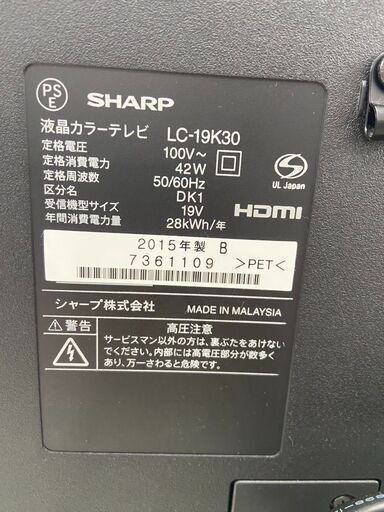 PSE
SHARP
液晶カラーテレビ LC-19K30
定格電圧 100V～
定格消費電力 42W
定格周波数 50/60Hz
区分名 DK1
受信機型サイズ 19V
年間消費電力量 28kWh/年
UL Japan
HDMI
2015年製 B
7361109 >PET<
シャープ株式会社 MADE IN MALAYSIA
⚠警告 高圧注意
サービスマン以外の方は、裏ぶたをあけないで
ください。内部には高電圧部分が数多く
あり、万一さわると危険です。